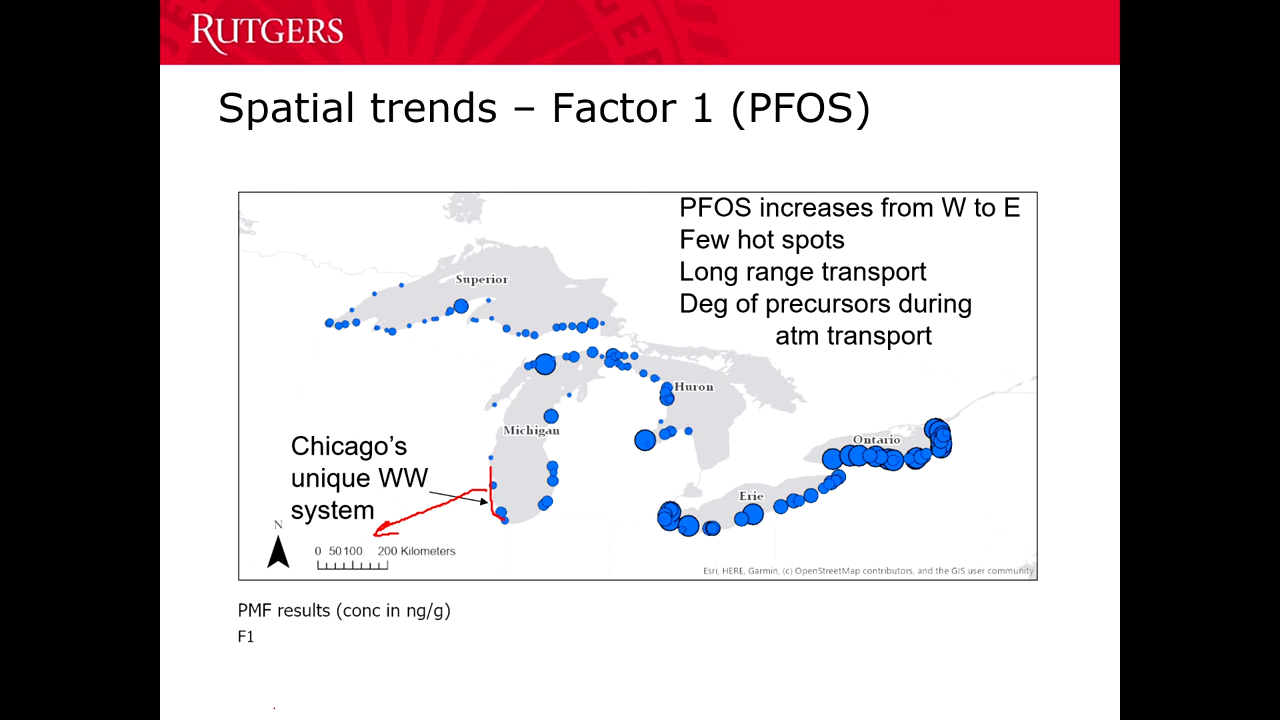 RUTGERS
Spatial trends – Factor 1 (PFOS)
PFOS increases from W to E
Few hot spots
Long range transport
Deg of precursors during
atm transport
Superior
Huron
Michigan
Ontario
Erie
Chicago’s
unique WW
system
N
0 50 100 200 Kilometers
Esri, HERE, Garmin, (c) OpenStreetMap contributors, and the GIS user community
PMF results (conc in ng/g)
F1